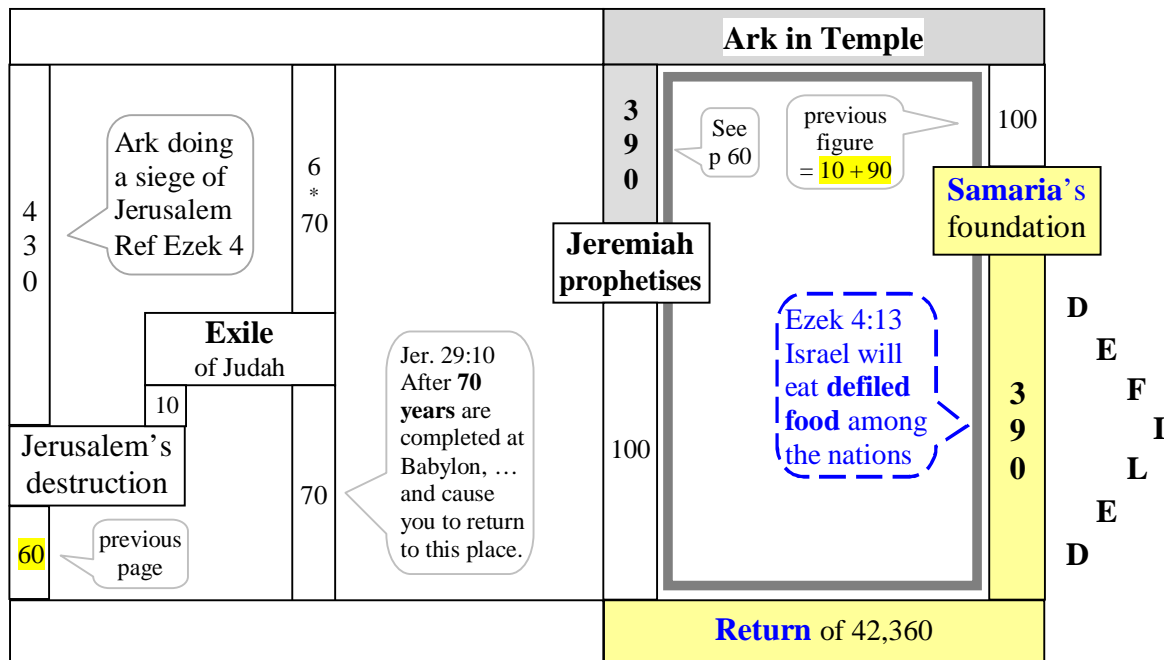 Ark in Temple
4
3
0
Ark doing
a siege of
Jerusalem
Ref Ezek 4
6
*
70
Exile
of Judah
10
Jerusalem’s
destruction
60
previous
page
70
Jer. 29:10
After 70
years are
completed at
Babylon, …
and cause
you to return
to this place.
3
9
0
Jeremiah
prophetises
100
See
p 60
previous
figure
= 10 + 90
100
Samaria’s
foundation
Ezek 4:13
Israel will
eat defiled
food among
the nations
3
9
0
D
E
F
I
L
E
D
Return of 42,360